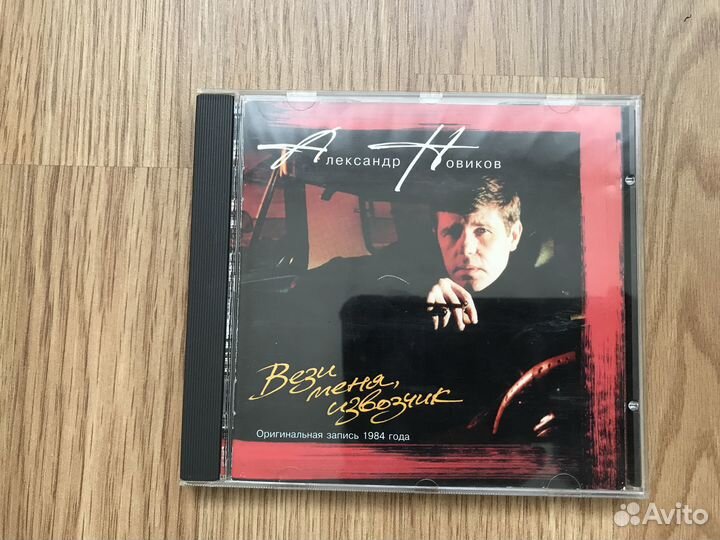 Александр Новиков
Вези
меня,
извозчик
Оригинальная запись 1984 года
Avito